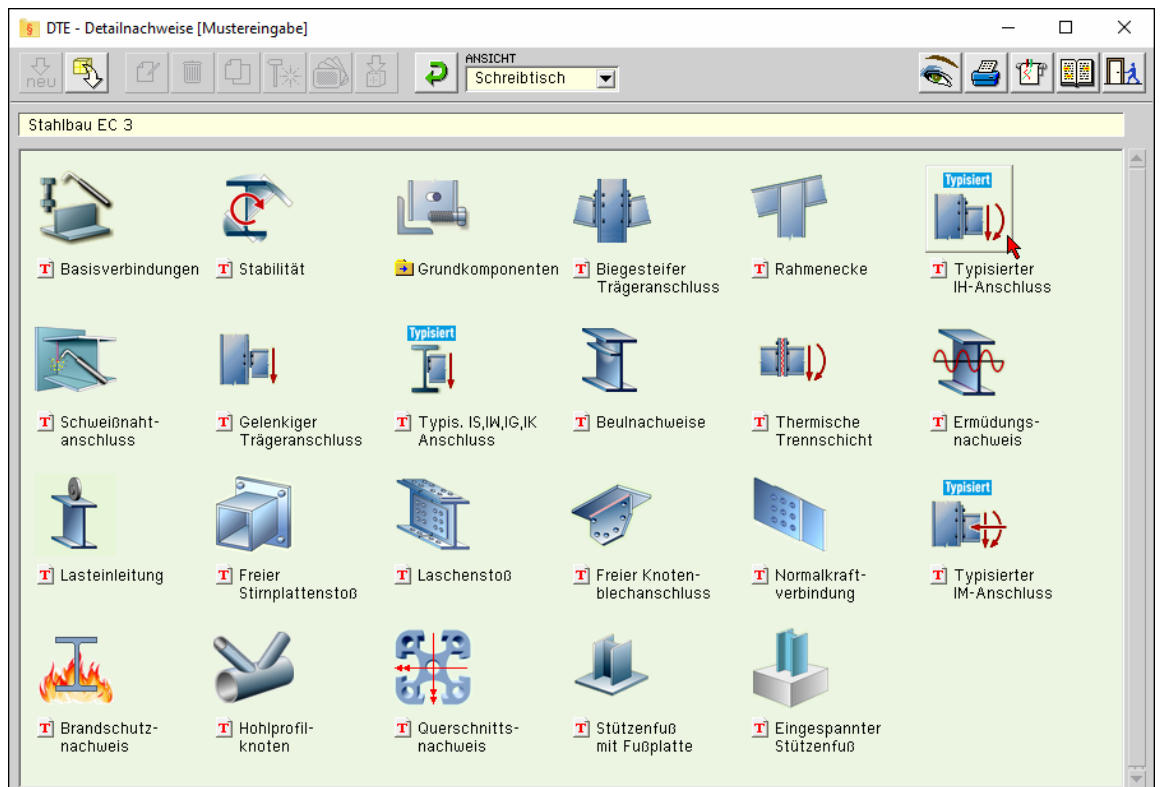 § DTE - Detailnachweise [Mustereingabe]
neu
ANSICHT
Schreibtisch
Stahlbau EC 3
T Basisverbindungen
T Stabilität
Grundkomponenten
T Biegesteifer
Trägeranschluss
T Rahmenecke
Typisiert
T Typisierter
IH-Anschluss
T Schweißnaht-
anschluss
T Gelenkiger
Trägeranschluss
Typisiert
T Typis. IS,IW,IG,IK
Anschluss
T Beulnachweise
T Thermische
Trennschicht
T Ermüdungs-
nachweis
T Lasteinleitung
T Freier
Stirnplattenstoß
T Laschenstoß
T Freier Knoten-
blechanschluss
T Normalkraft-
verbindung
Typisiert
T Typisierter
IM-Anschluss
T Brandschutz-
nachweis
T Hohlprofil-
knoten
T Querschnitts-
nachweis
T Stützenfuß
mit Fußplatte
T Eingespannter
Stützenfuß